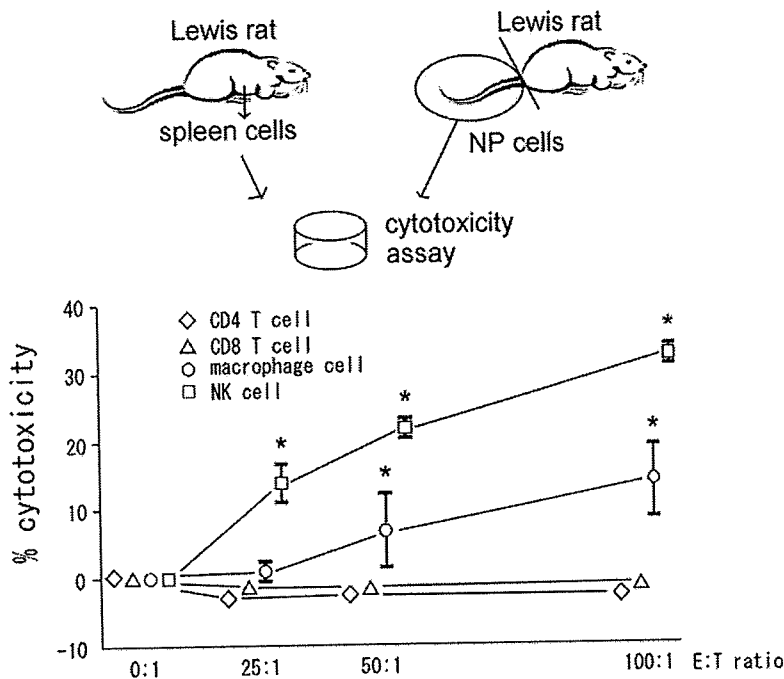 Lewis rat
Lewis rat
spleen cells
NP cells
cytotoxicity
assay
% cytotoxicity
40
30
20
10
0
-10
CD4 T cell
CD8 T cell
macrophage cell
NK cell
*
*
*
*
*
0:1
25:1
50:1
100:1
E:T ratio